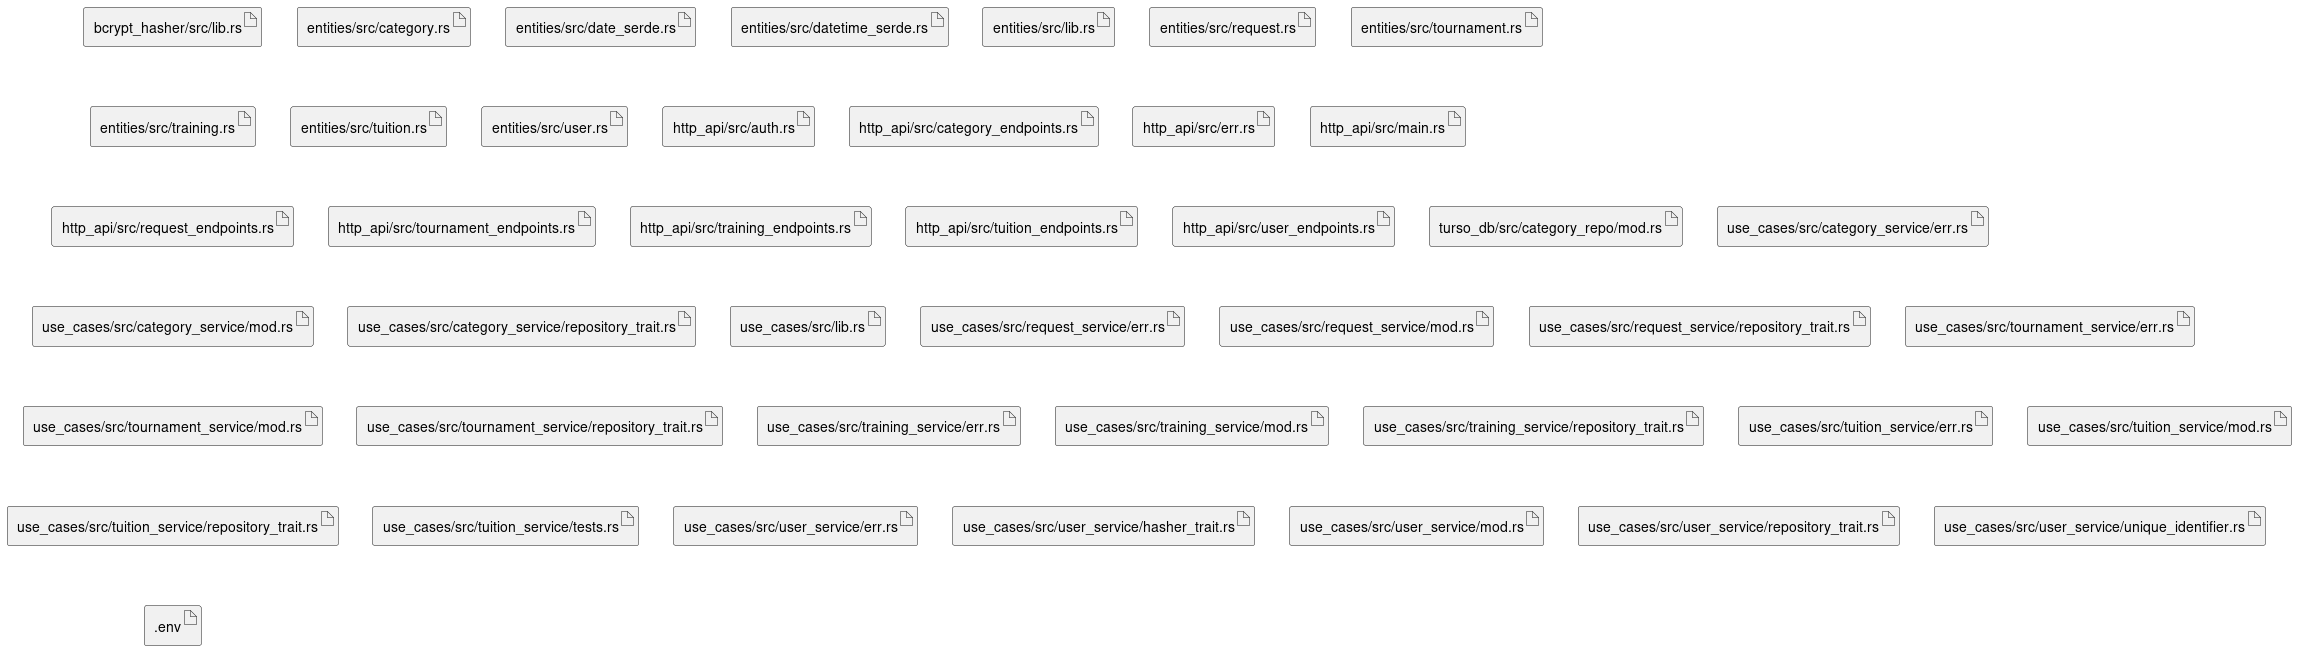 bcrypt_hasher/src/lib.rs entities/src/category.rs entities/src/date_serde.rs entities/src/datetime_serde.rs entities/src/lib.rs entities/src/request.rs entities/src/tournament.rs
entities/src/training.rs entities/src/tuition.rs entities/src/user.rs http_api/src/auth.rs http_api/src/category_endpoints.rs http_api/src/err.rs http_api/src/main.rs
http_api/src/request_endpoints.rs http_api/src/tournament_endpoints.rs http_api/src/training_endpoints.rs http_api/src/tuition_endpoints.rs http_api/src/user_endpoints.rs turso_db/src/category_repo/mod.rs use_cases/src/category_service/err.rs
use_cases/src/category_service/mod.rs use_cases/src/category_service/repository_trait.rs use_cases/src/lib.rs use_cases/src/request_service/err.rs use_cases/src/request_service/mod.rs use_cases/src/request_service/repository_trait.rs use_cases/src/tournament_service/err.rs
use_cases/src/tournament_service/mod.rs use_cases/src/tournament_service/repository_trait.rs use_cases/src/training_service/err.rs use_cases/src/training_service/mod.rs use_cases/src/training_service/repository_trait.rs use_cases/src/tuition_service/err.rs use_cases/src/tuition_service/mod.rs
use_cases/src/tuition_service/repository_trait.rs use_cases/src/tuition_service/tests.rs use_cases/src/user_service/err.rs use_cases/src/user_service/hasher_trait.rs use_cases/src/user_service/mod.rs use_cases/src/user_service/repository_trait.rs use_cases/src/user_service/unique_identifier.rs
.env